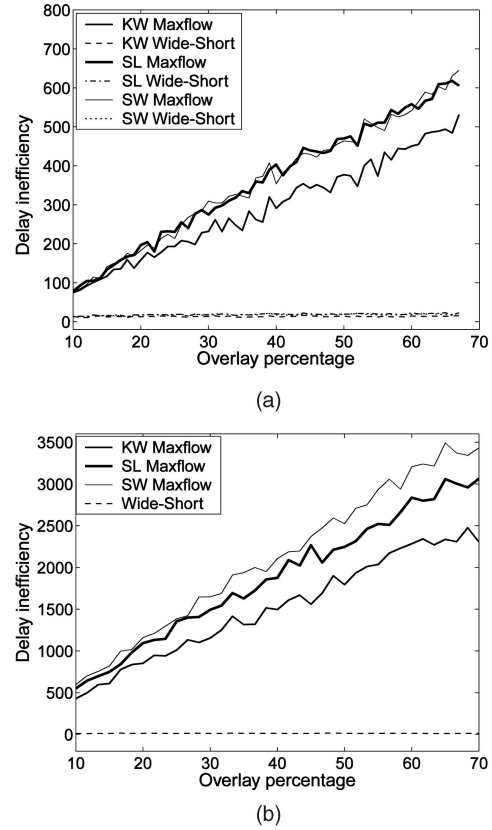 800
700
600
500
400
300
200
100
0
Delay inefficiency
KW Maxflow
KW Wide-Short
SL Maxflow
SL Wide-Short
SW Maxflow
SW Wide-Short
10 20 30 40 50 60 70
Overlay percentage
(a)
3500
3000
2500
2000
1500
1000
500
0
Delay inefficiency
KW Maxflow
SL Maxflow
SW Maxflow
Wide-Short
10 20 30 40 50 60 70
Overlay percentage
(b)